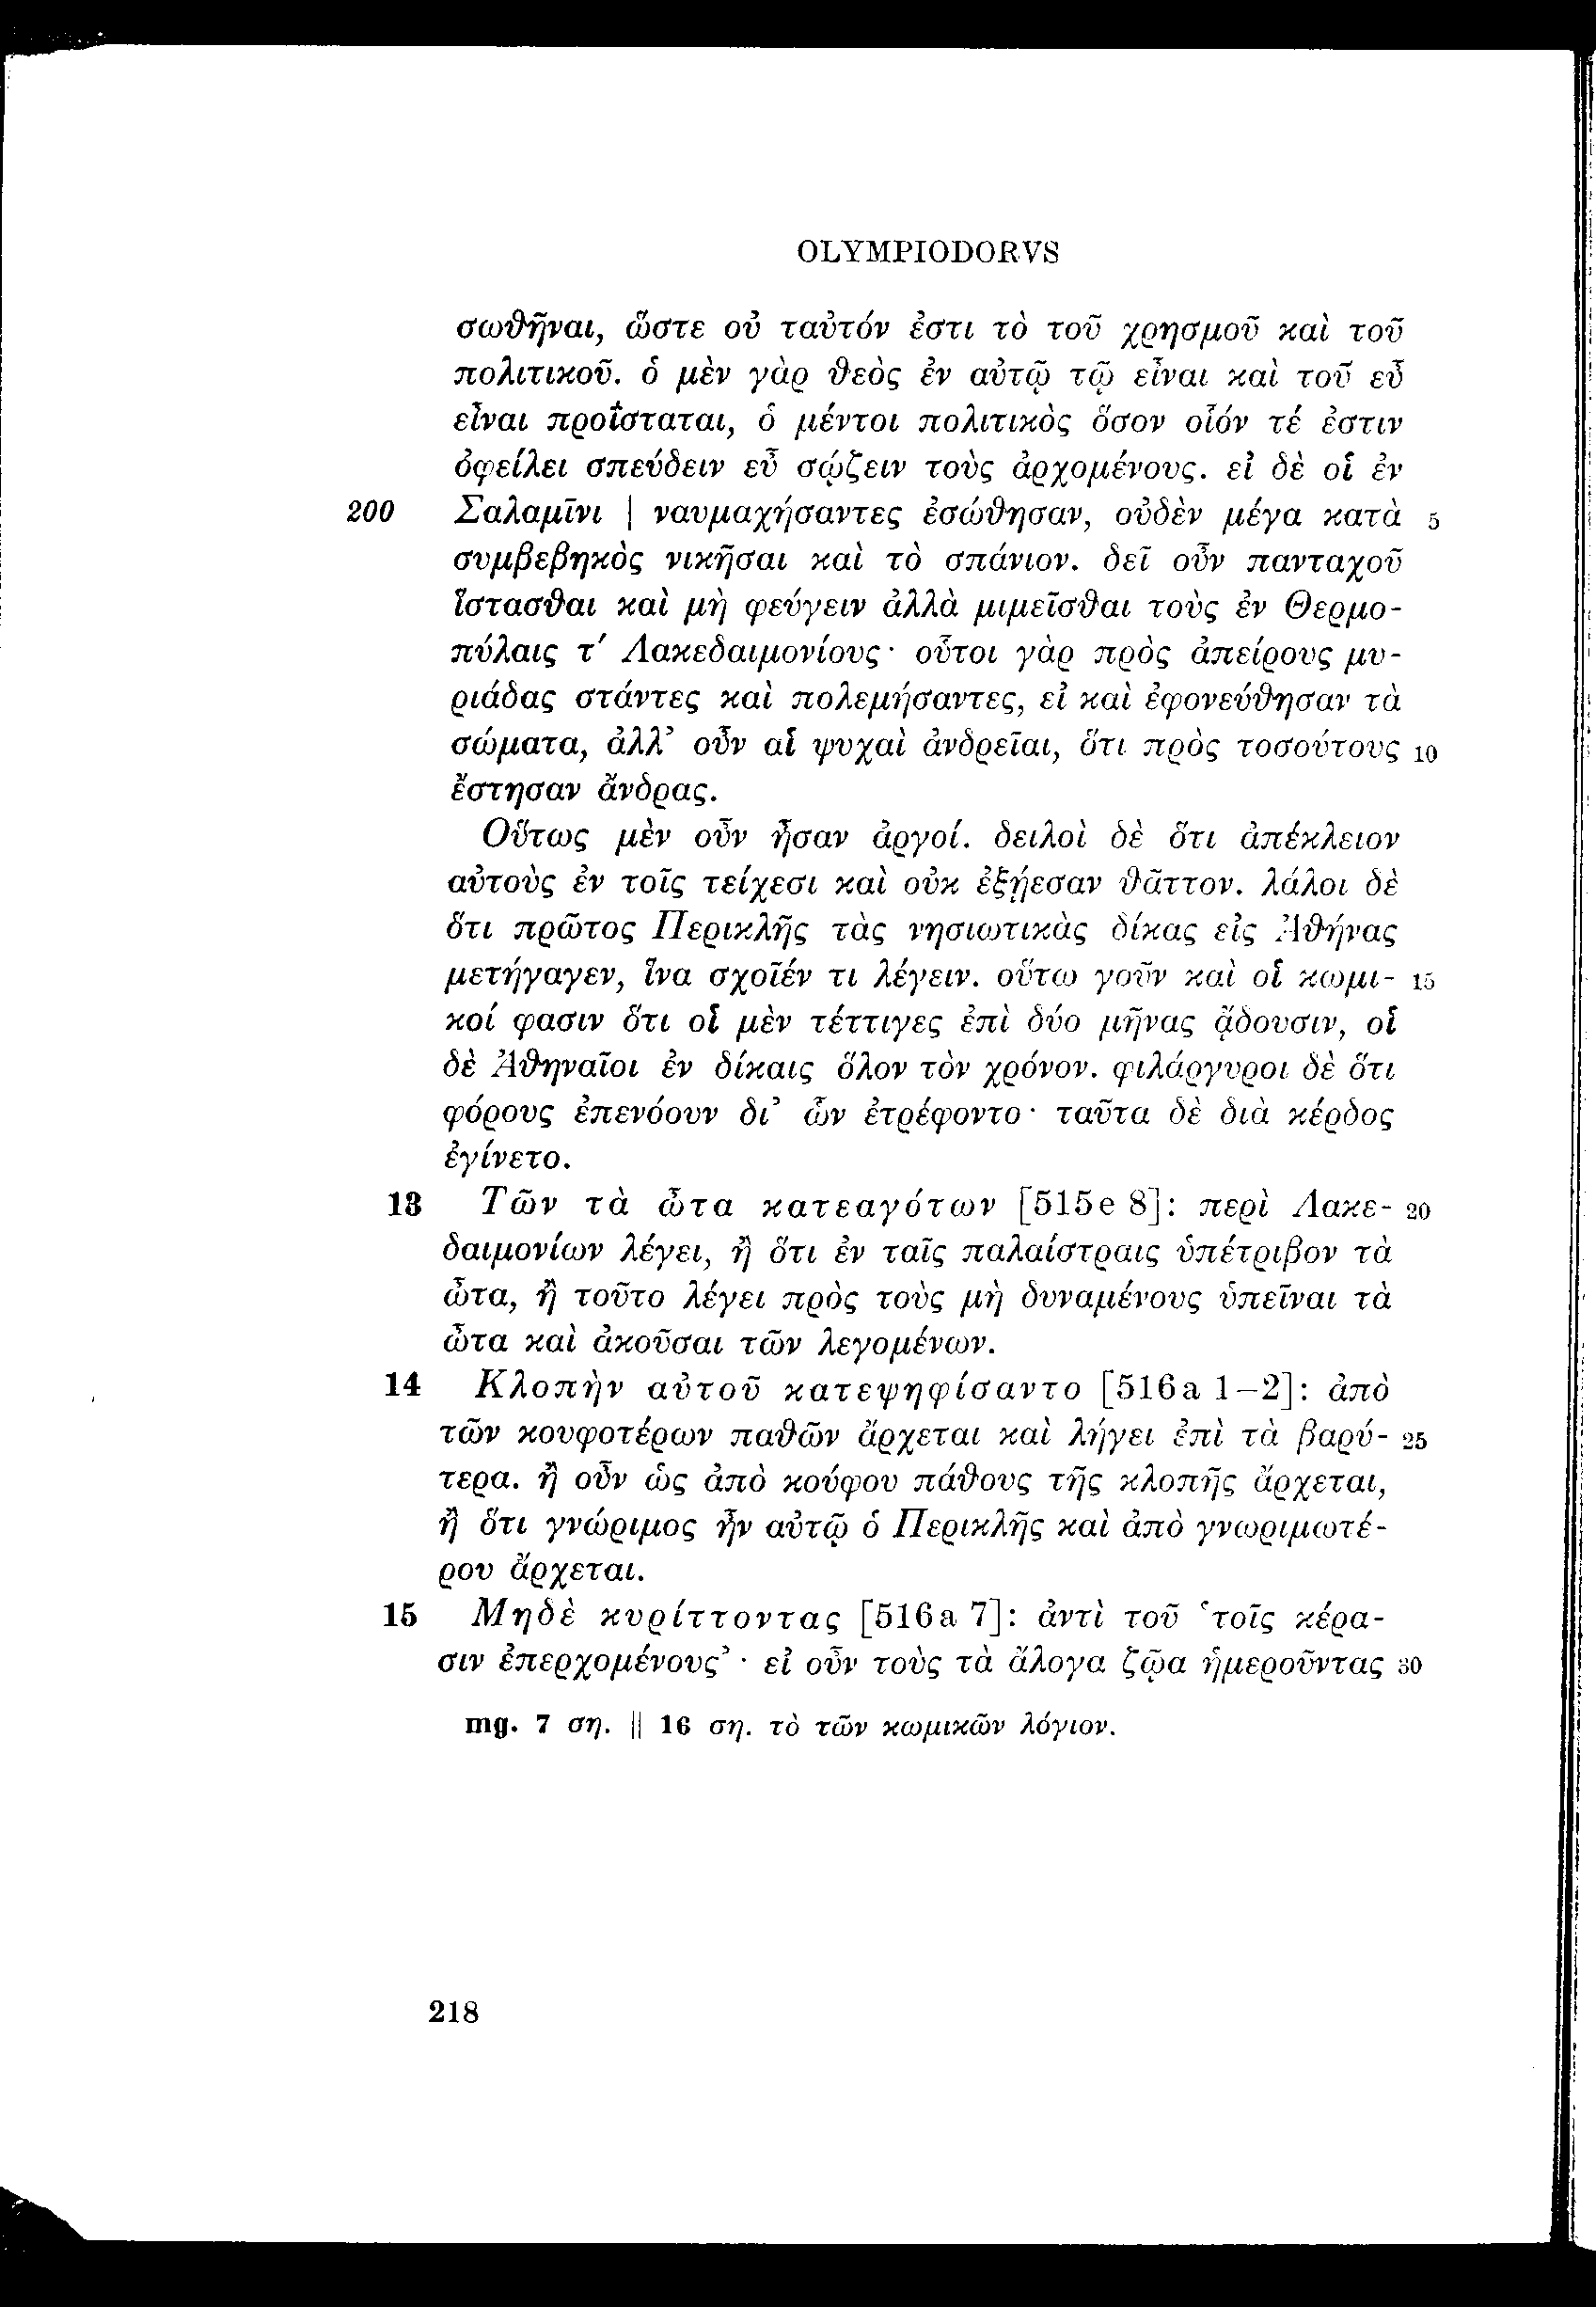 OLYMPIODORVS
σωθῆναι, ὥστε οὐ ταὐτόν ἐστι τὸ τοῦ χρησμοῦ καὶ τοῦ
πολιτικοῦ. ὁ μὲν γὰρ θεὸς ἐν αὐτῷ τῷ εἶναι καὶ τοῦ εὖ
εἶναι προΐσταται, ὁ μέντοι πολιτικὸς ὅσον οἷόν τέ ἐστιν
ὀφείλει σπεύδειν εὖ σῴζειν τοὺς ἀρχομένους. εἰ δὲ οἱ ἐν
200 Σαλαμῖνι | ναυμαχήσαντες ἐσώθησαν, οὐδὲν μέγα κατὰ 5
συμβεβηκὸς νικῆσαι καὶ τὸ σπάνιον. δεῖ οὖν πανταχοῦ
ἵστασθαι καὶ μὴ φεύγειν ἀλλὰ μιμεῖσθαι τοὺς ἐν Θερμο-
πύλαις τ′ Λακεδαιμονίους· οὗτοι γὰρ πρὸς ἀπείρους μυ-
ριάδας στάντες καὶ πολεμήσαντες, εἰ καὶ ἐφονεύθησαν τὰ
σώματα, ἀλλ’ οὖν αἱ ψυχαὶ ἀνδρεῖαι, ὅτι πρὸς τοσούτους 10
ἔστησαν ἄνδρας.
Οὕτως μὲν οὖν ἦσαν ἀργοί. δειλοὶ δὲ ὅτι ἀπέκλειον
αὐτοὺς ἐν τοῖς τείχεσι καὶ οὐκ ἐξῄεσαν θᾶττον. λάλοι δὲ
ὅτι πρῶτος Περικλῆς τὰς νησιωτικὰς δίκας εἰς Ἀθήνας
μετήγαγεν, ἵνα σχοῖέν τι λέγειν. οὕτω γοῦν καὶ οἱ κωμι- 15
κοί φασιν ὅτι οἱ μὲν τέττιγες ἐπὶ δύο μῆνας ᾄδουσιν, οἱ
δὲ Ἀθηναῖοι ἐν δίκαις ὅλον τὸν χρόνον. φιλάργυροι δὲ ὅτι
φόρους ἐπενόουν δι’ ὧν ἐτρέφοντο· ταῦτα δὲ διὰ κέρδος
ἐγίνετο.
13 Τῶν τὰ ὦτα κατεαγότων [515e 8]: περὶ Λακε- 20
δαιμονίων λέγει, ἢ ὅτι ἐν ταῖς παλαίστραις ὑπέτριβον τὰ
ὦτα, ἢ τοῦτο λέγει πρὸς τοὺς μὴ δυναμένους ὑπεῖναι τὰ
ὦτα καὶ ἀκοῦσαι τῶν λεγομένων.
14 Κλοπὴν αὐτοῦ κατεψηφίσαντο [516a 1–2]: ἀπὸ
τῶν κουφοτέρων παθῶν ἄρχεται καὶ λήγει ἐπὶ τὰ βαρύ- 25
τερα. ἢ οὖν ὡς ἀπὸ κούφου πάθους τῆς κλοπῆς ἄρχεται,
ἢ ὅτι γνώριμος ἦν αὐτῷ ὁ Περικλῆς καὶ ἀπὸ γνωριμωτέ-
ρου ἄρχεται.
15 Μηδὲ κυρίττοντας [516a 7]: ἀντὶ τοῦ ‘τοῖς κέρα-
σιν ἐπερχομένους’· εἰ οὖν τοὺς τὰ ἄλογα ζῷα ἡμεροῦντας 30
mg. 7 ση. || 16 ση. τὸ τῶν κωμικῶν λόγιον.
218